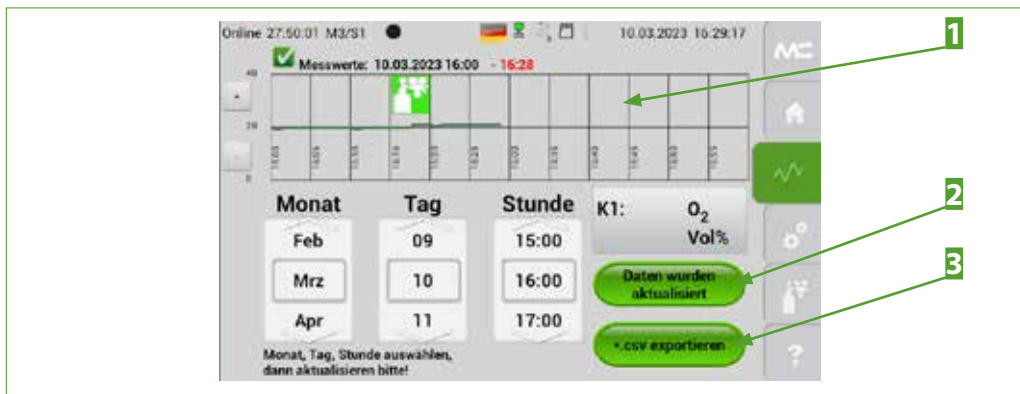 Online 27:50:01 M3/S1 10.03.2023 16:29:17
Messwerte: 10.03.2023 16:00 - 16:28
40
20
0
Monat Tag Stunde
K1: O2
Vol%
Feb 09 15:00
Mrz 10 16:00
Apr 11 17:00
Daten wurden
aktualisiert
*.csv exportieren
Monat, Tag, Stunde auswählen,
dann aktualisieren bitte!
?
1
2
3